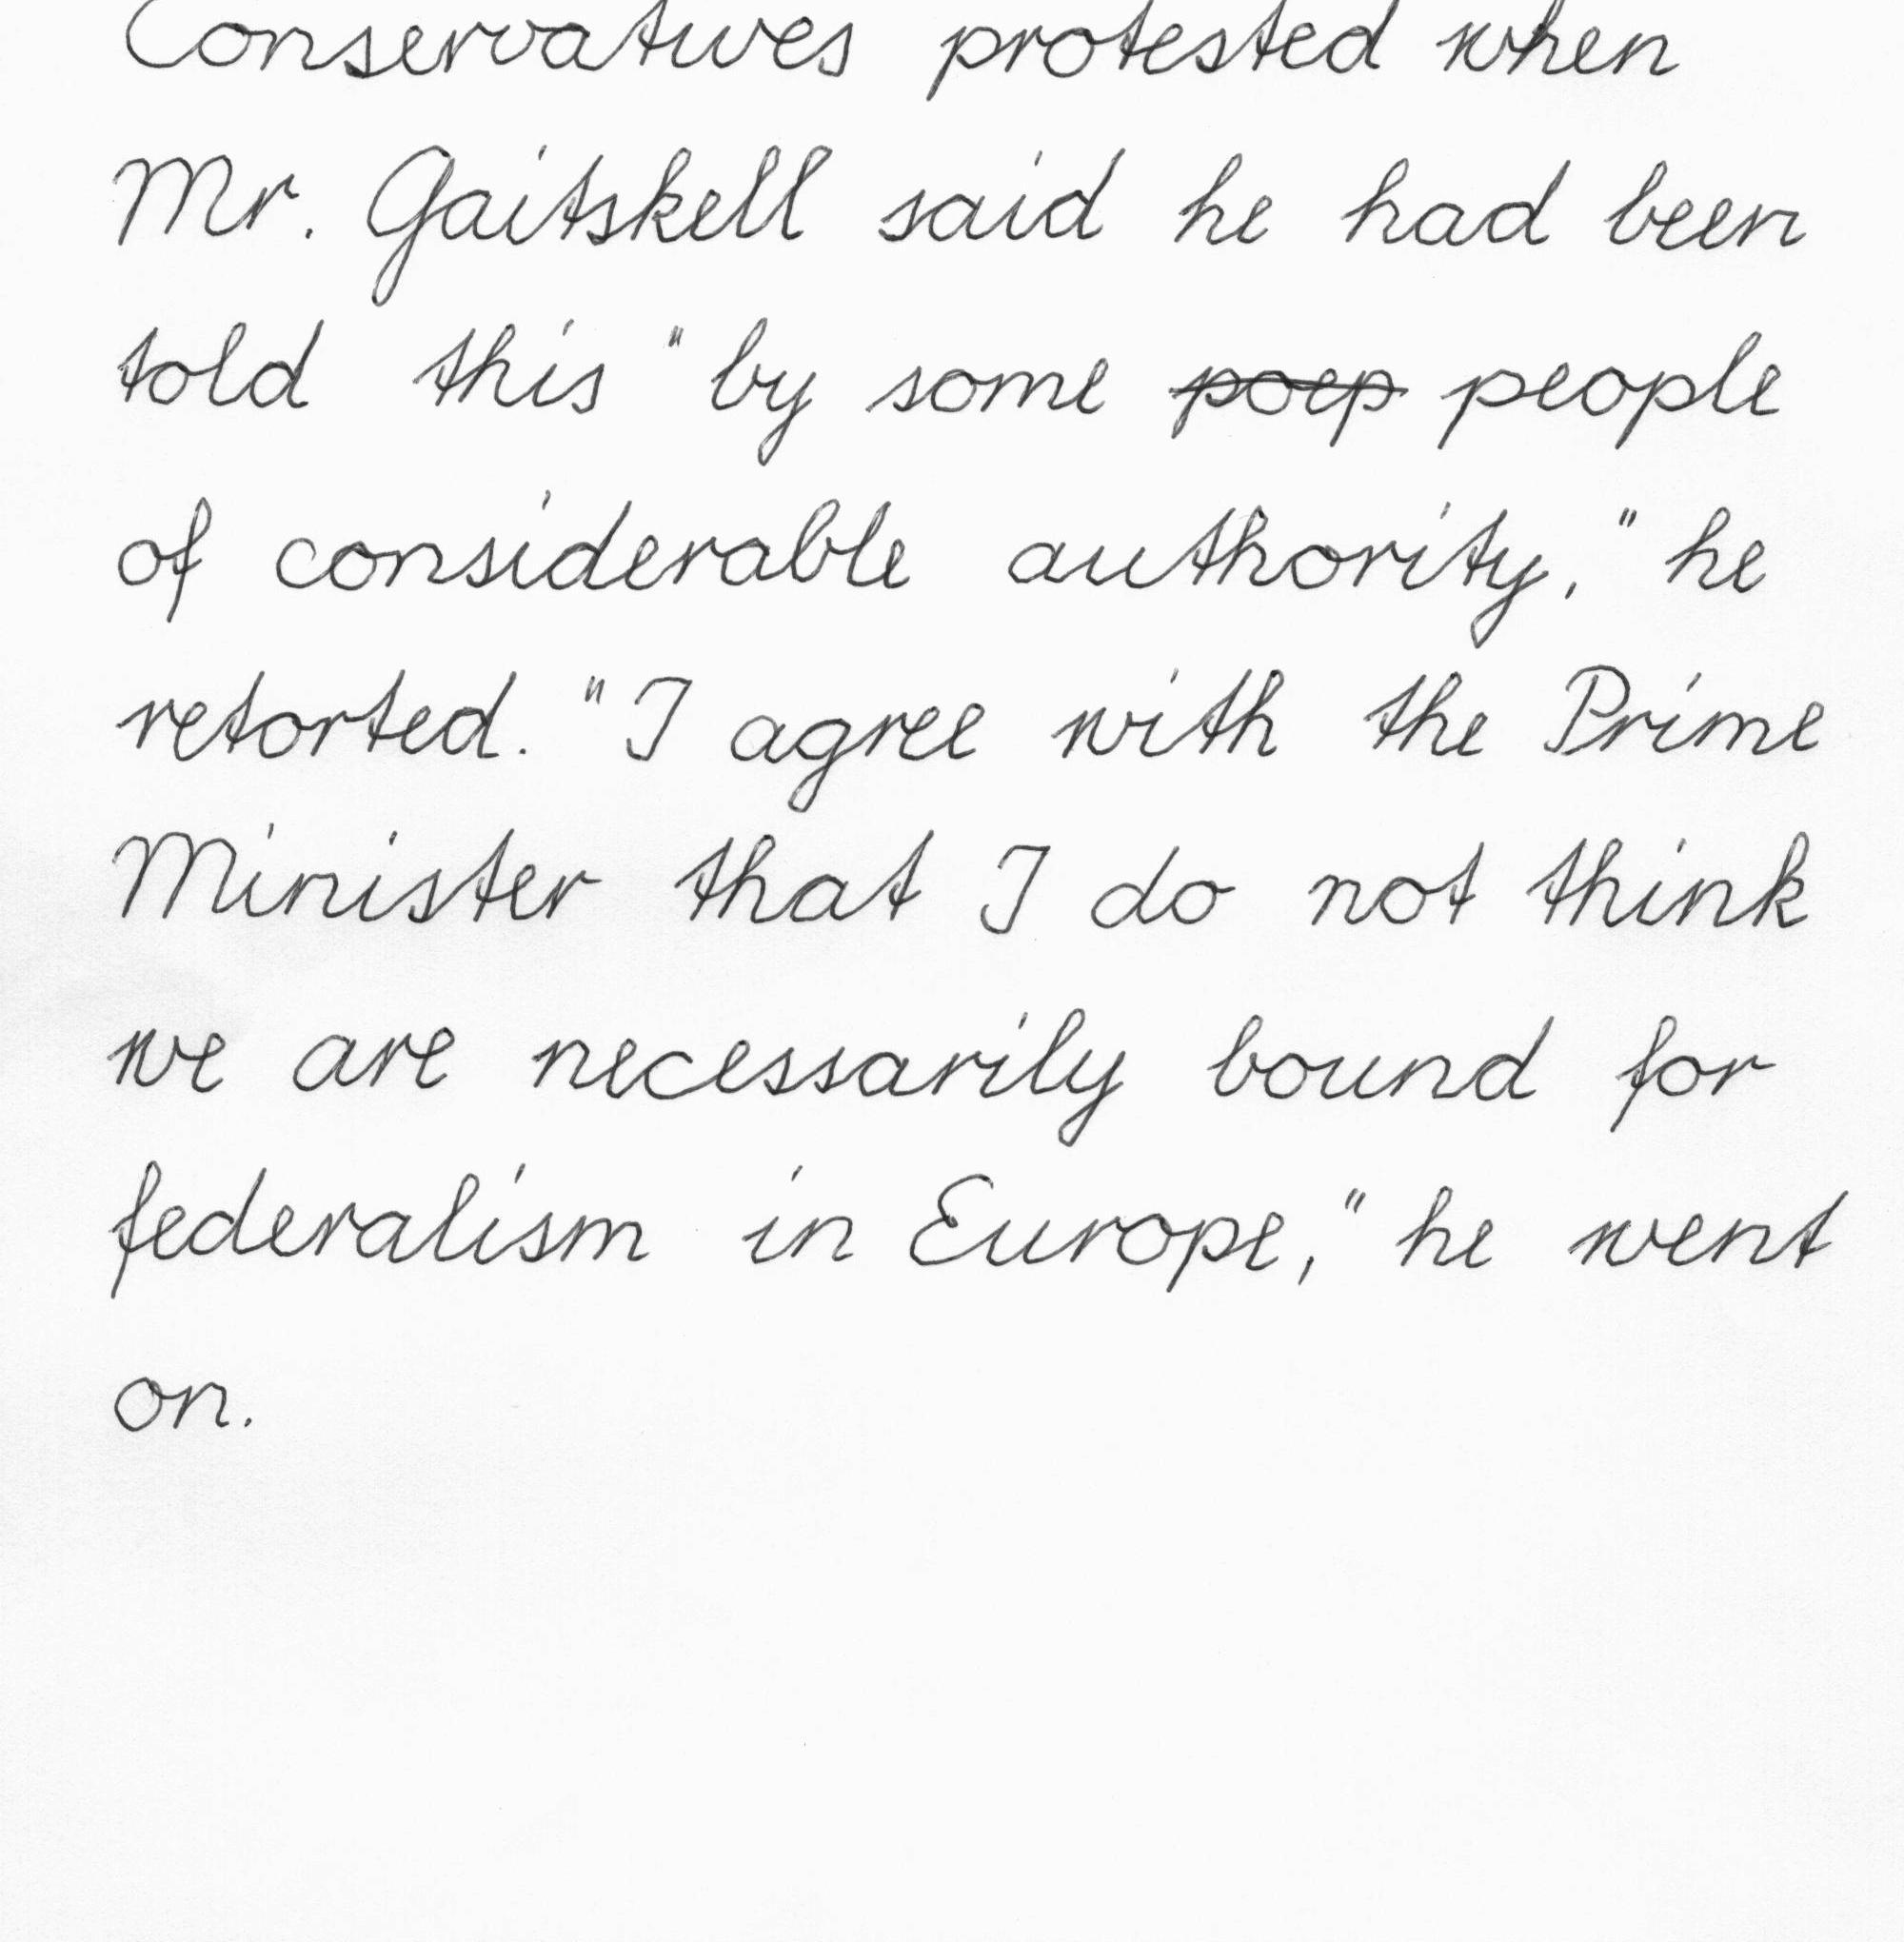 Conservatives protested when
Mr. Gaitskell said he had been
told this "by some poep people
of considerable authority," he
retorted. "I agree with the Prime
Minister that I do not think
we are necessarily bound for
federalism in Europe," he went
on.